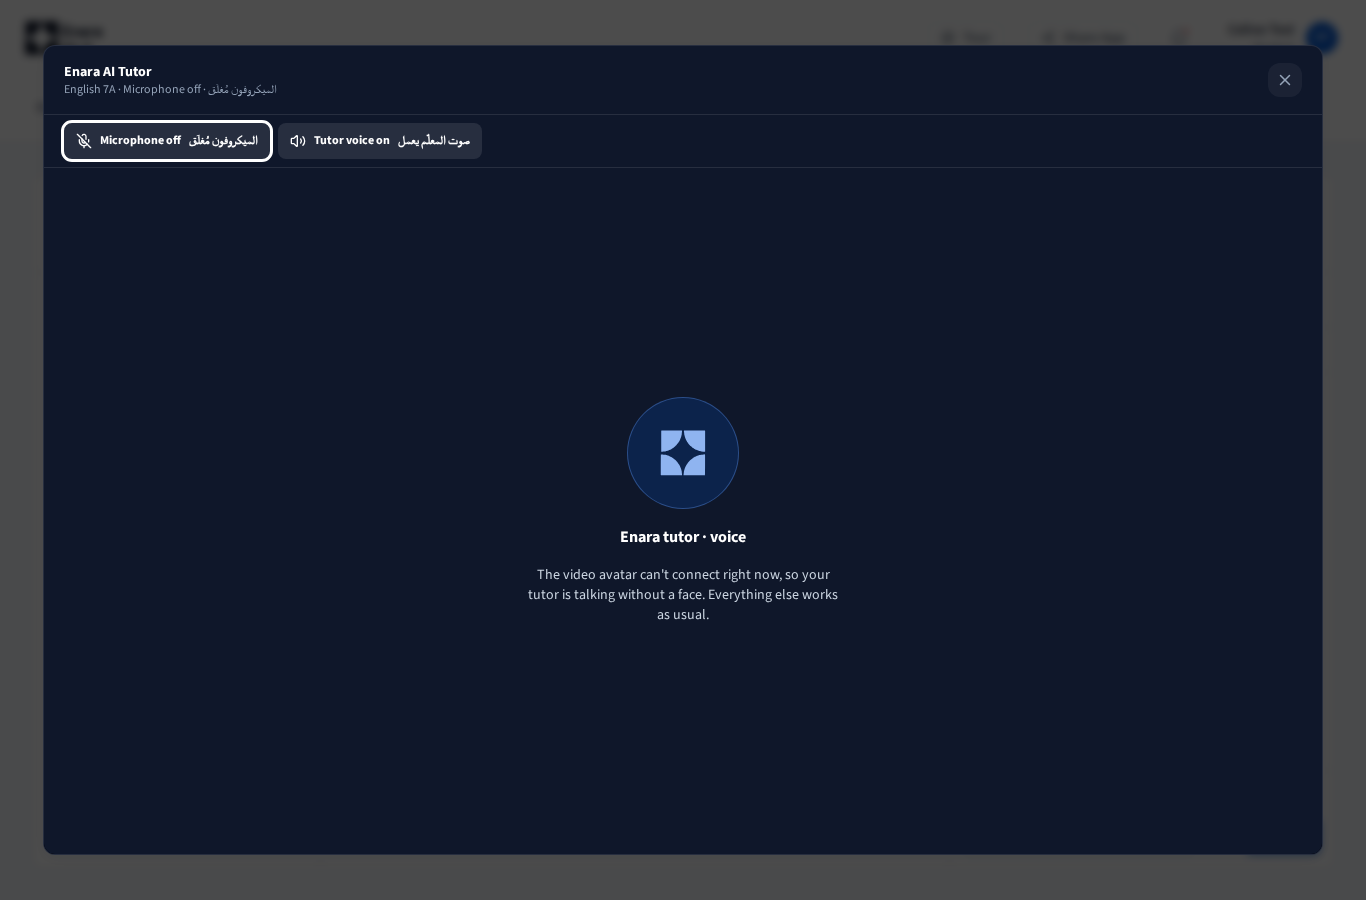 Enara AI Tutor
English 7A · Microphone off · الميكروفون مُغلَق
Microphone off الميكروفون مُغلَق
Tutor voice on صوت المعلّم يعمل
Enara tutor · voice
The video avatar can't connect right now, so your
tutor is talking without a face. Everything else works
as usual.